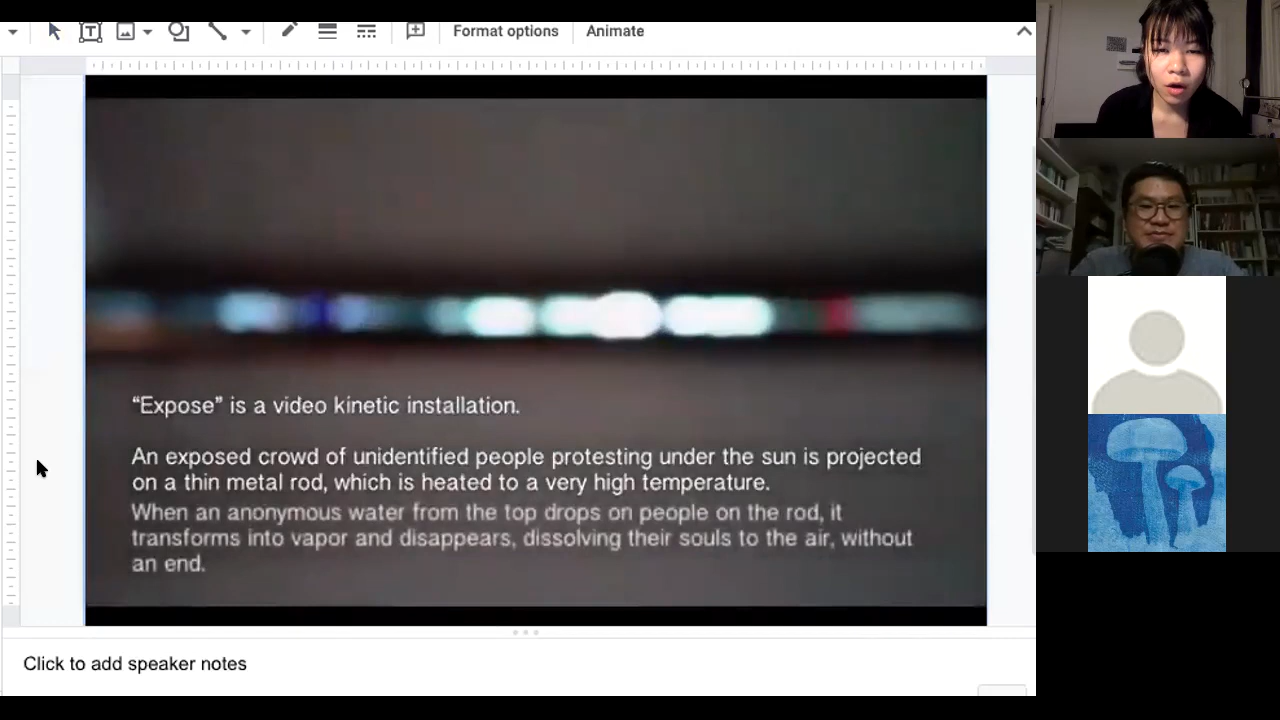 Format options
Animate
“Expose” is a video kinetic installation.
An exposed crowd of unidentified people protesting under the sun is projected
on a thin metal rod, which is heated to a very high temperature.
When an anonymous water from the top drops on people on the rod, it
transforms into vapor and disappears, dissolving their souls to the air, without
an end.
Click to add speaker notes